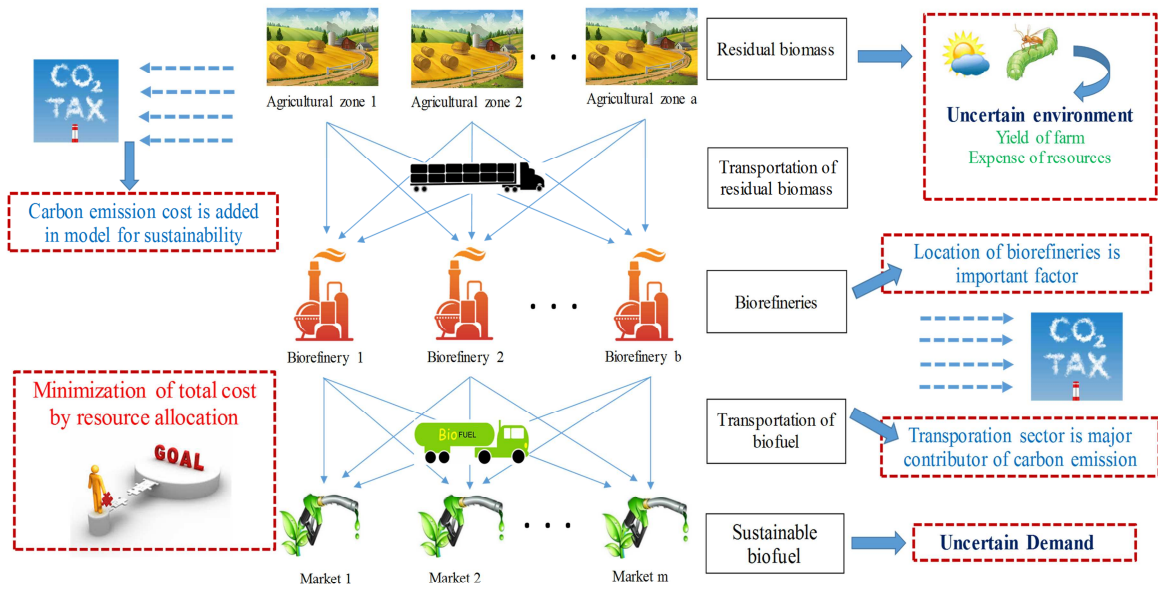 CO2
TAX
Agricultural zone 1
Agricultural zone 2
Agricultural zone a
Residual biomass
Uncertain environment
Yield of farm
Expense of resources
Carbon emission cost is added
in model for sustainability
Transportation of
residual biomass
Location of biorefineries is
important factor
Biorefineries
Biorefinery 1
Biorefinery 2
Biorefinery b
CO2
TAX
Minimization of total cost
by resource allocation
GOAL
Bio FUEL
Transportation of
biofuel
Transporation sector is major
contributor of carbon emission
Sustainable
biofuel
Uncertain Demand
Market 1
Market 2
Market m